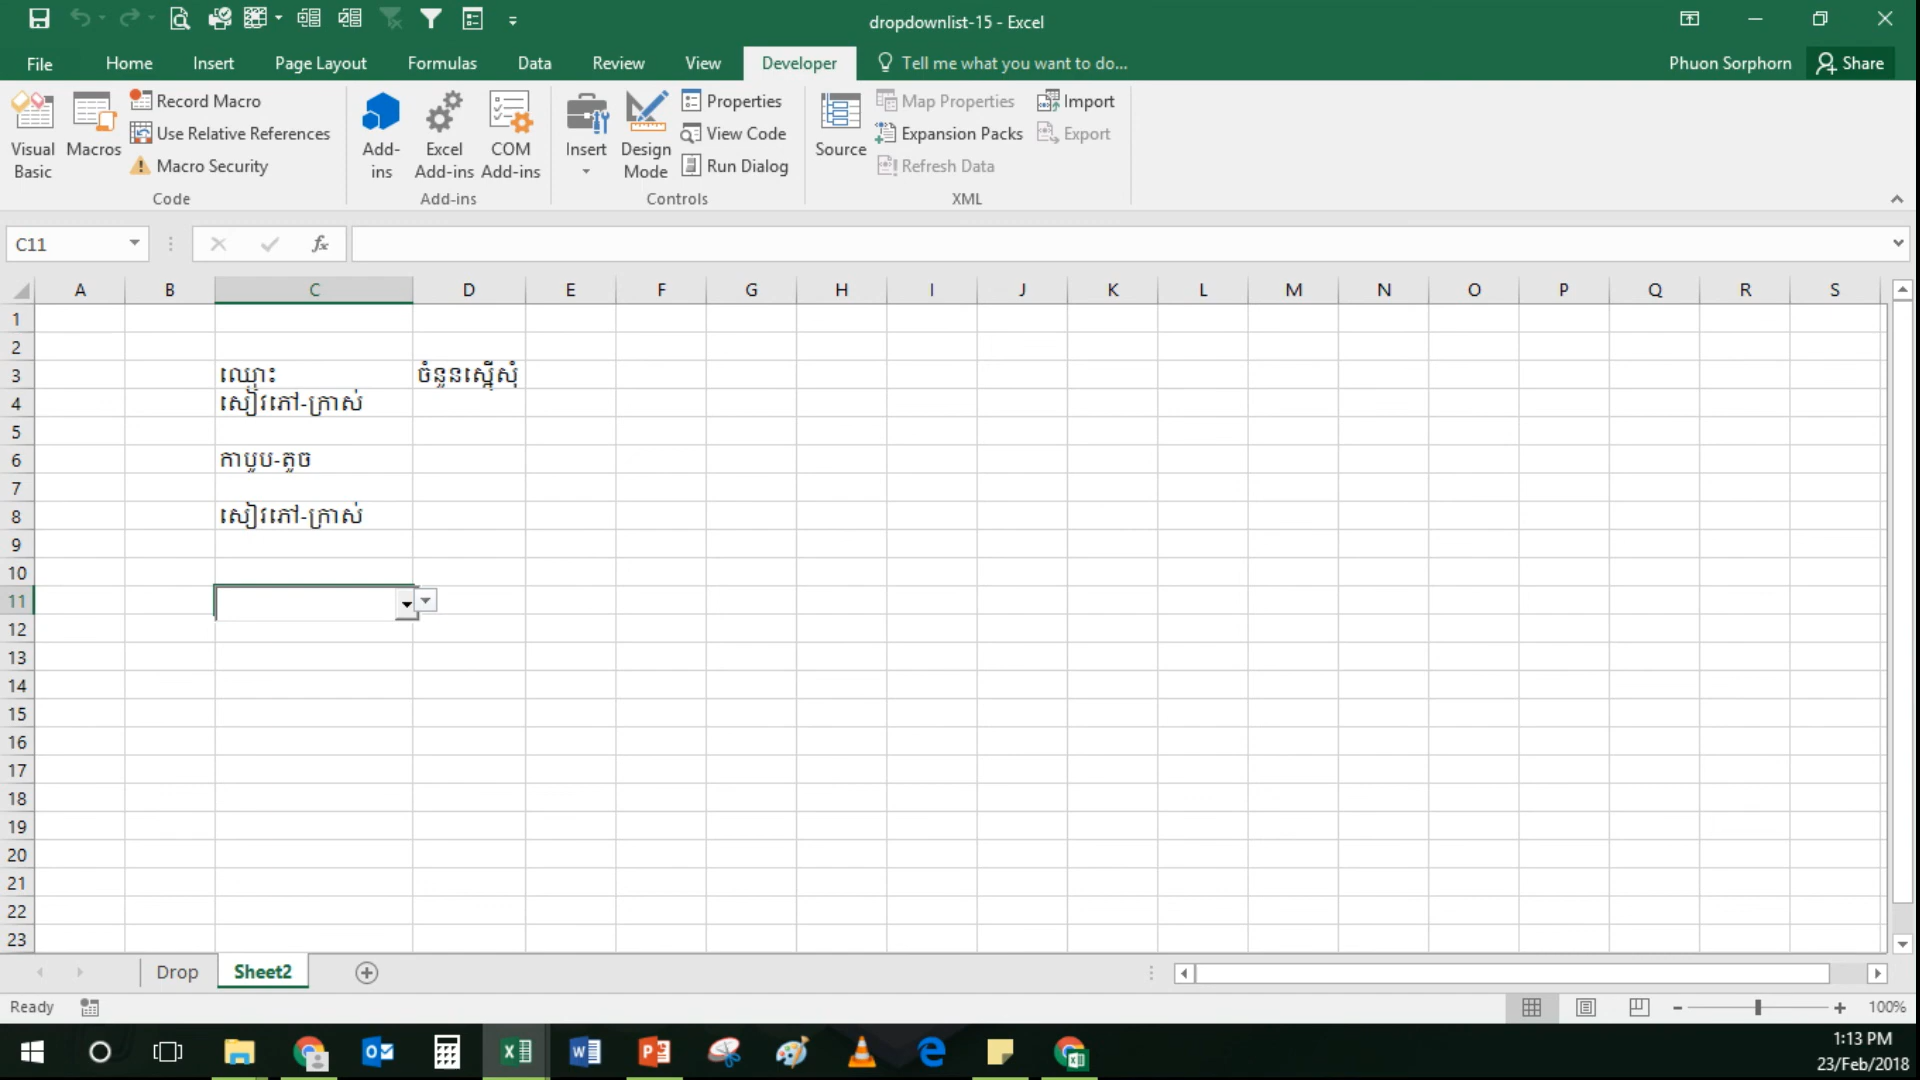 dropdownlist-15 - Excel
File Home Insert Page Layout Formulas Data Review View Developer Tell me what you want to do... Phuon Sorphorn Share
Visual Basic
Macros
Record Macro
Use Relative References
Macro Security
Code
Add-ins
Excel Add-ins
COM Add-ins
Add-ins
Insert
Design Mode
Properties
View Code
Run Dialog
Controls
Source
Map Properties
Expansion Packs
Refresh Data
Import
Export
XML
C11 fx
A B C D E F G H I J K L M N O P Q R S
1
2
3 ឈ្មោះ ចំនួនស្នើសុំ
4 សៀវភៅ-ក្រាស់
5
6 កាបូប-តូច
7
8 សៀវភៅ-ក្រាស់
9
10
11
12
13
14
15
16
17
18
19
20
21
22
23
Drop Sheet2
Ready 100%
1:13 PM
23/Feb/2018